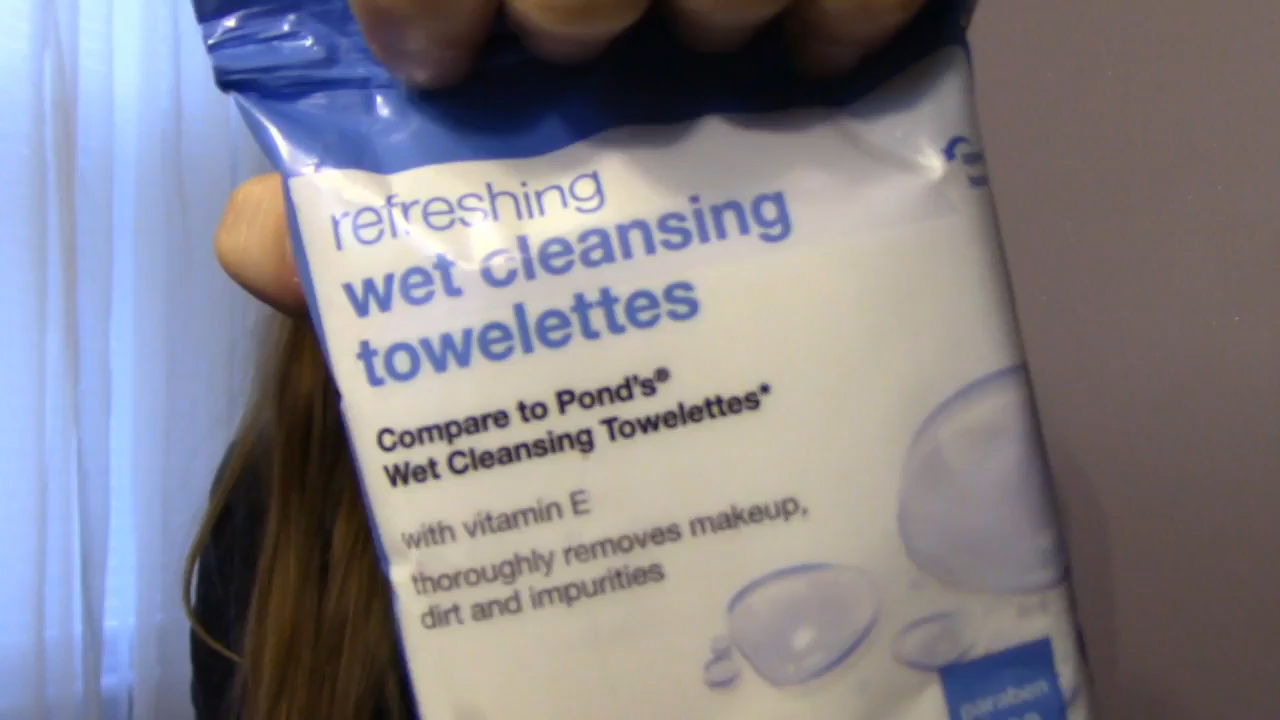 refreshing
wet cleansing
towelettes
Compare to Pond's®
Wet Cleansing Towelettes*
with vitamin E
thoroughly removes makeup,
dirt and impurities
paraben